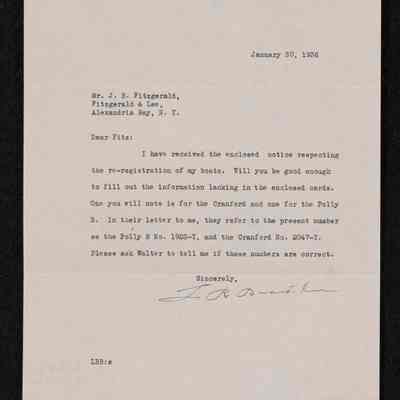 January 30, 1936
Mr. J. B. Fitzgerald,
Fitzgerald & Lee,
Alexandria Bay, N. Y.
Dear Fitz:
I have received the enclosed notice respecting
the re-registration of my boats. Will you be good enough
to fill out the information lacking in the enclosed cards.
One you will note is for the Cranford and one for the Polly
B. In their letter to me, they refer to the present number
as the Polly B No. 1925-Y, and the Cranford No. 2047-Y.
Please ask Walter to tell me if these numbers are correct.
Sincerely,